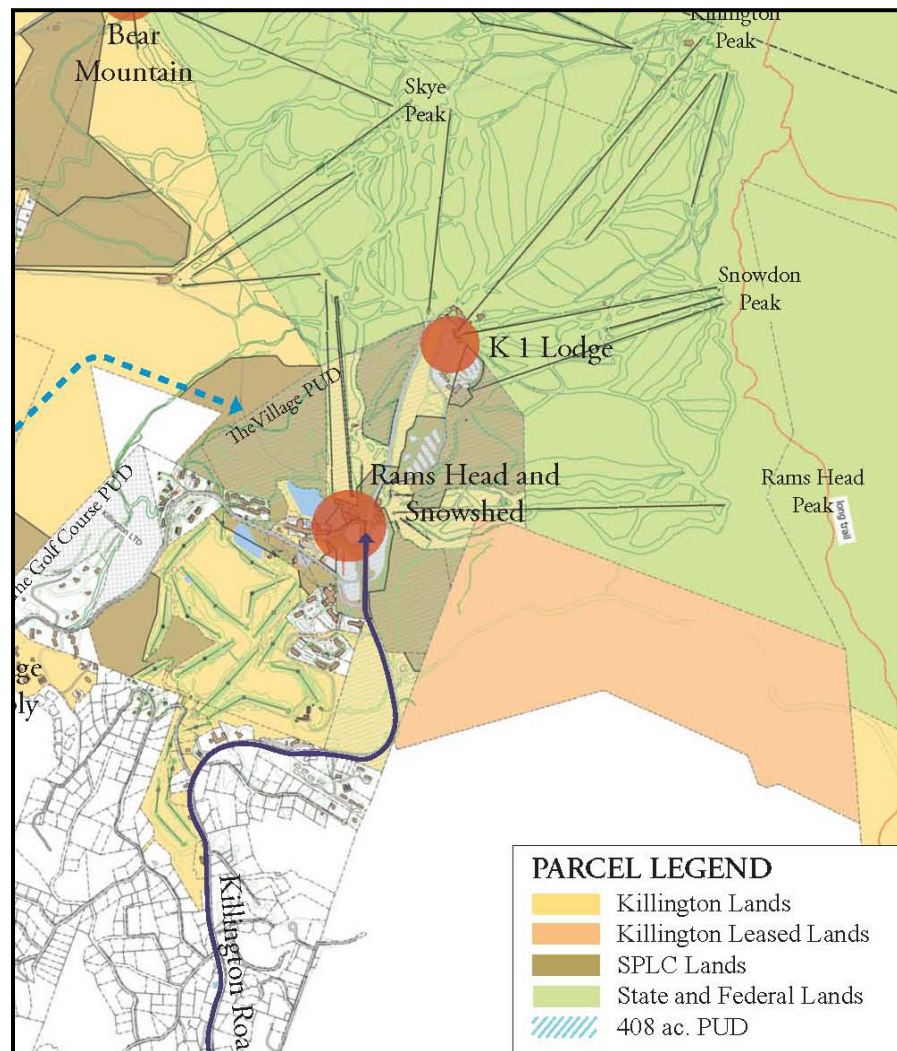 Killington
Peak
Bear
Mountain
Skye
Peak
Snowdon
Peak
K 1 Lodge
The Village PUD
Rams Head and
Snowshed
Rams Head
Peak
long trail
Golf Course PUD
LTD
Killington Roa
PARCEL LEGEND
Killington Lands
Killington Leased Lands
SPLC Lands
State and Federal Lands
408 ac. PUD